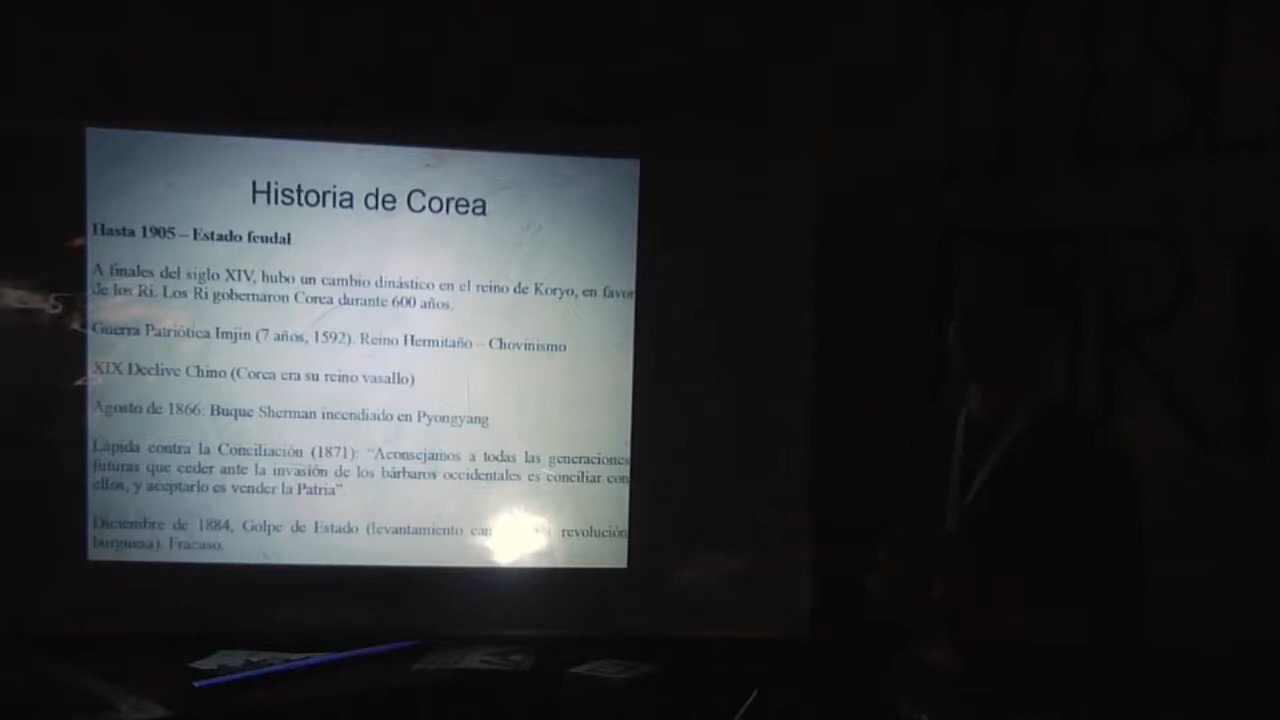 Historia de Corea
Hasta 1905 – Estado feudal
A finales del siglo XIV, hubo un cambio dinástico en el reino de Koryo, en favor
de los Ri. Los Ri gobernaron Corea durante 600 años.
Guerra Patriótica Imjin (7 años, 1592). Reino Hermitaño – Chovinismo
XIX Declive Chino (Corea era su reino vasallo)
Agosto de 1866: Buque Sherman incendiado en Pyongyang
Lápida contra la Conciliación (1871): “Aconsejamos a todas las generaciones
futuras que ceder ante la invasión de los bárbaros occidentales es conciliar con
ellos, y aceptarlo es vender la Patria”
Diciembre de 1884, Golpe de Estado (levantamiento revolución
burguesa). Fracaso.